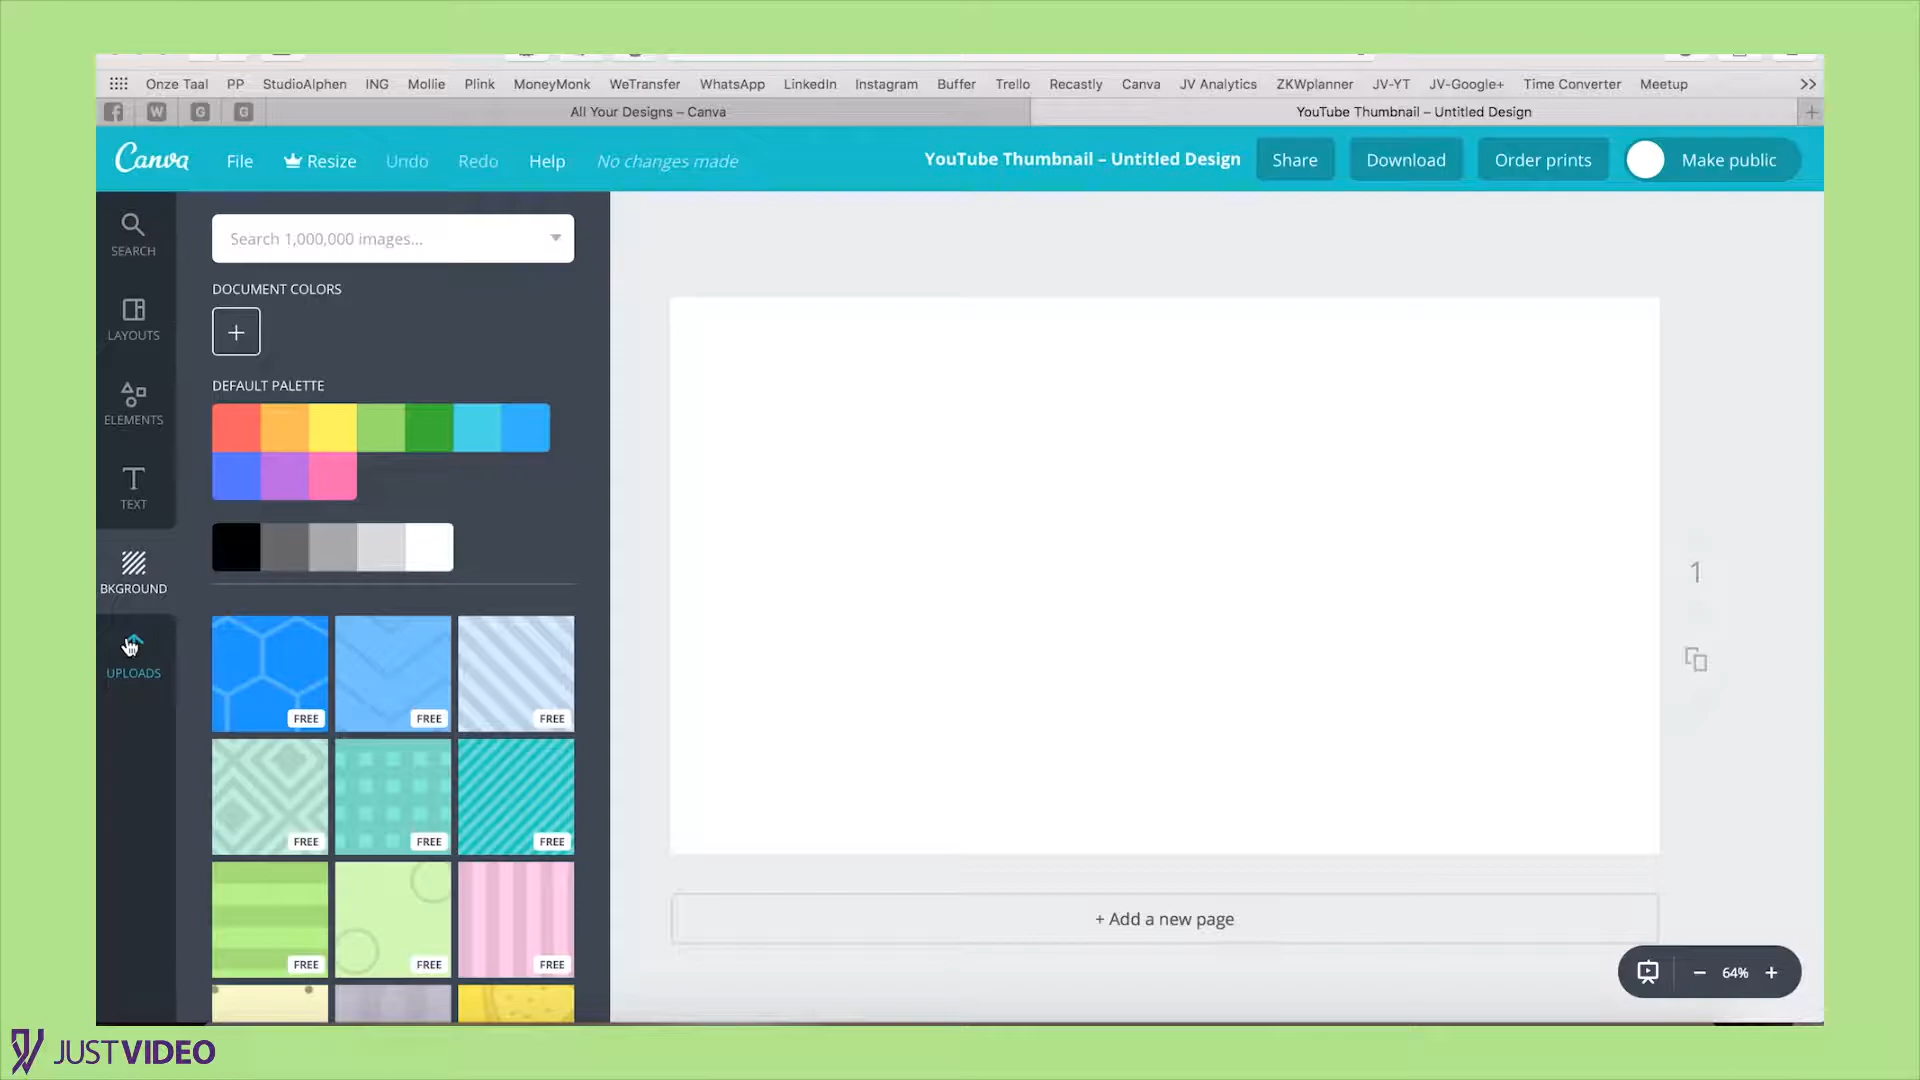 Onze Taal PP StudioAlphen ING Mollie Plink MoneyMonk WeTransfer WhatsApp LinkedIn Instagram Buffer Trello Recastly Canva JV Analytics ZKWplanner JV-YT JV-Google+ Time Converter Meetup >>
f W G G All Your Designs – Canva YouTube Thumbnail – Untitled Design +
Canva File Resize Undo Redo Help No changes made YouTube Thumbnail – Untitled Design Share Download Order prints Make public
SEARCH
Search 1,000,000 images...
DOCUMENT COLORS
+
LAYOUTS
DEFAULT PALETTE
ELEMENTS
TEXT
BKGROUND
1
UPLOADS
FREE FREE FREE
FREE FREE FREE
FREE FREE FREE
+ Add a new page
− 64% +
JUSTVIDEO